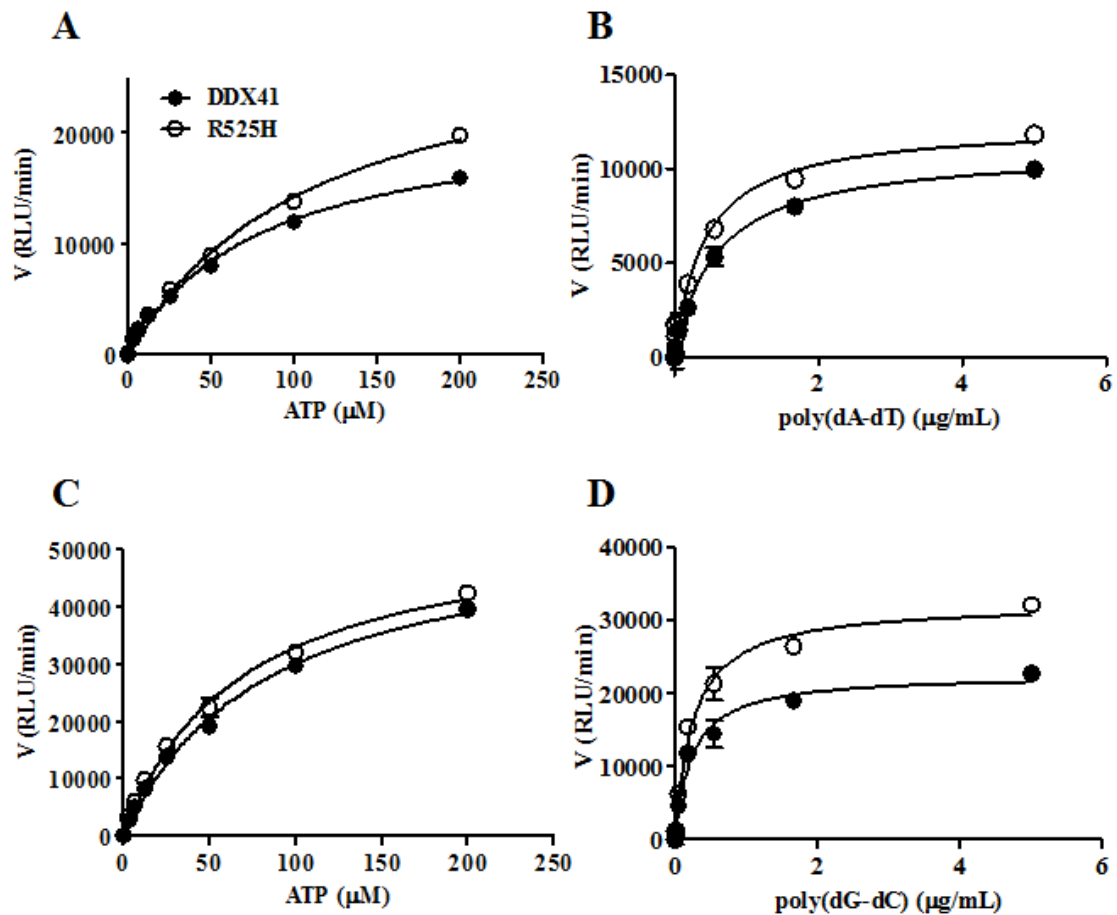 A
B
DDX41
R525H
V (RLU/min)
20000
10000
0
0
50
100
150
200
250
ATP (µM)
V (RLU/min)
15000
10000
5000
0
0
2
4
6
poly(dA-dT) (µg/mL)
C
D
V (RLU/min)
50000
40000
30000
20000
10000
0
0
50
100
150
200
250
ATP (µM)
V (RLU/min)
40000
30000
20000
10000
0
0
2
4
6
poly(dG-dC) (µg/mL)